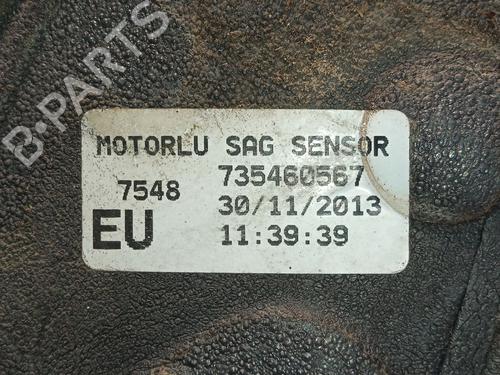 B-PARTS
MOTORLU SAG SENSOR
7548 735460567
30/11/2013
EU 11:39:39